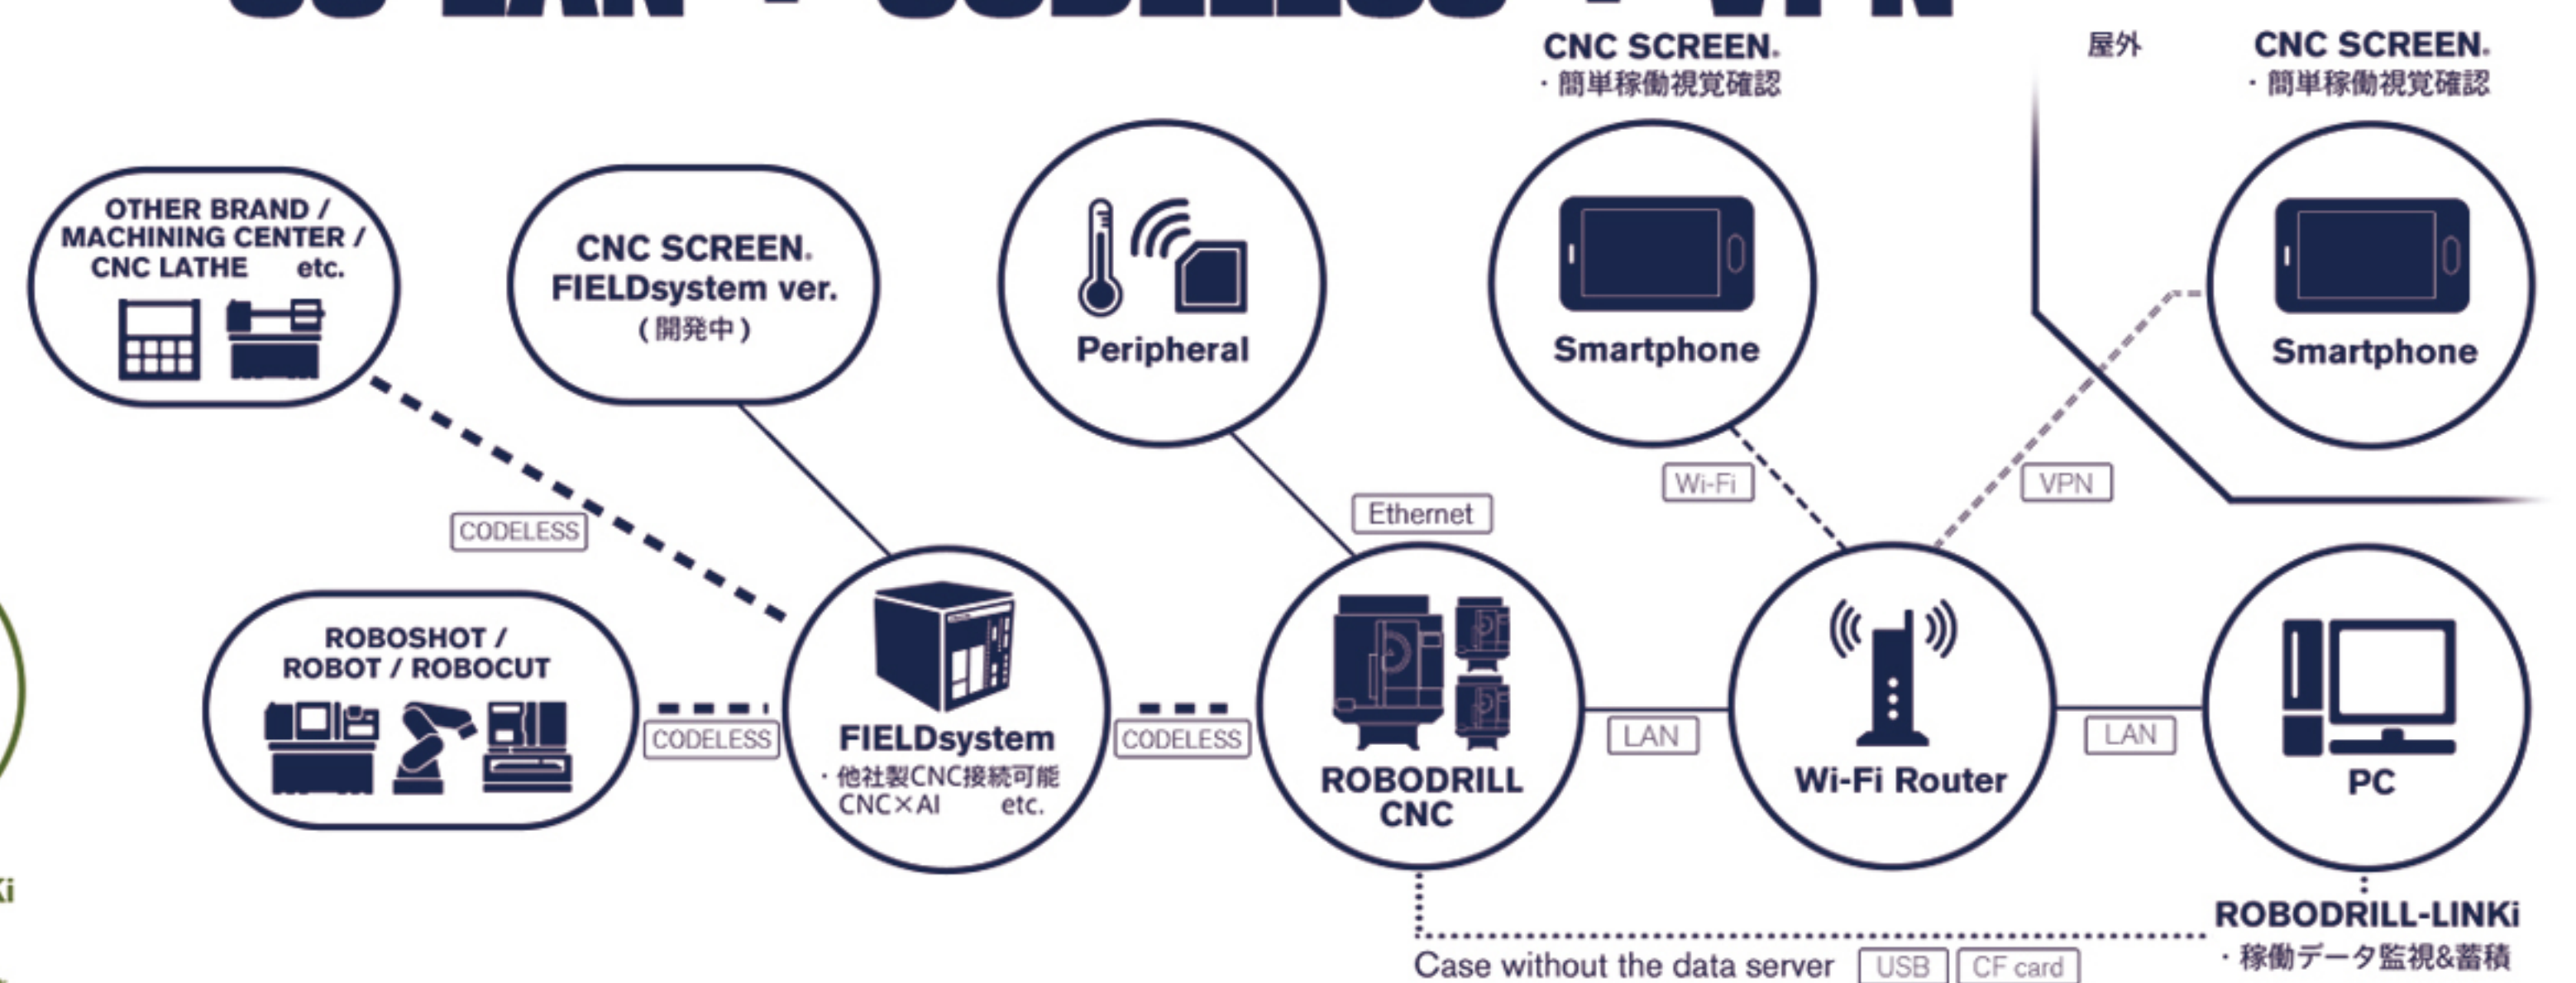 CNC SCREEN®
・簡単稼働視覚確認
屋外
CNC SCREEN®
・簡単稼働視覚確認
OTHER BRAND /
MACHINING CENTER /
CNC LATHE etc.
CNC SCREEN®
FIELDsystem ver.
(開発中)
Peripheral
Smartphone
Smartphone
CODELESS
Ethernet
Wi-Fi
VPN
ROBOSHOT /
ROBOT / ROBOCUT
CODELESS
FIELDsystem
・他社製CNC接続可能
CNC×AI etc.
CODELESS
ROBODRILL
CNC
LAN
Wi-Fi Router
LAN
PC
Ki
ROBODRILL-LINKi
・稼働データ監視&蓄積
Case without the data server USB CF card